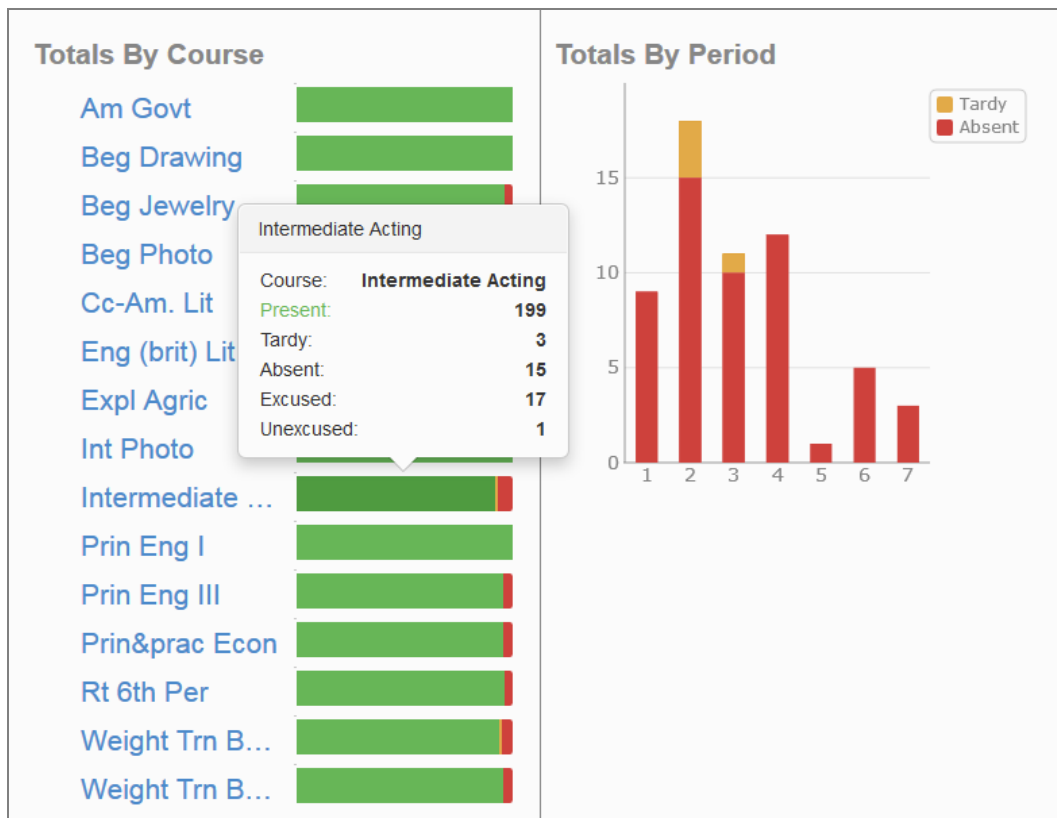 Totals By Course
Am Govt
Beg Drawing
Beg Jewelry
Beg Photo
Cc-Am. Lit
Eng (brit) Lit
Expl Agric
Int Photo
Intermediate ...
Prin Eng I
Prin Eng III
Prin&prac Econ
Rt 6th Per
Weight Trn B...
Weight Trn B...
Intermediate Acting
Course: Intermediate Acting
Present: 199
Tardy: 3
Absent: 15
Excused: 17
Unexcused: 1
Totals By Period
Tardy
Absent
15
10
5
0
1 2 3 4 5 6 7